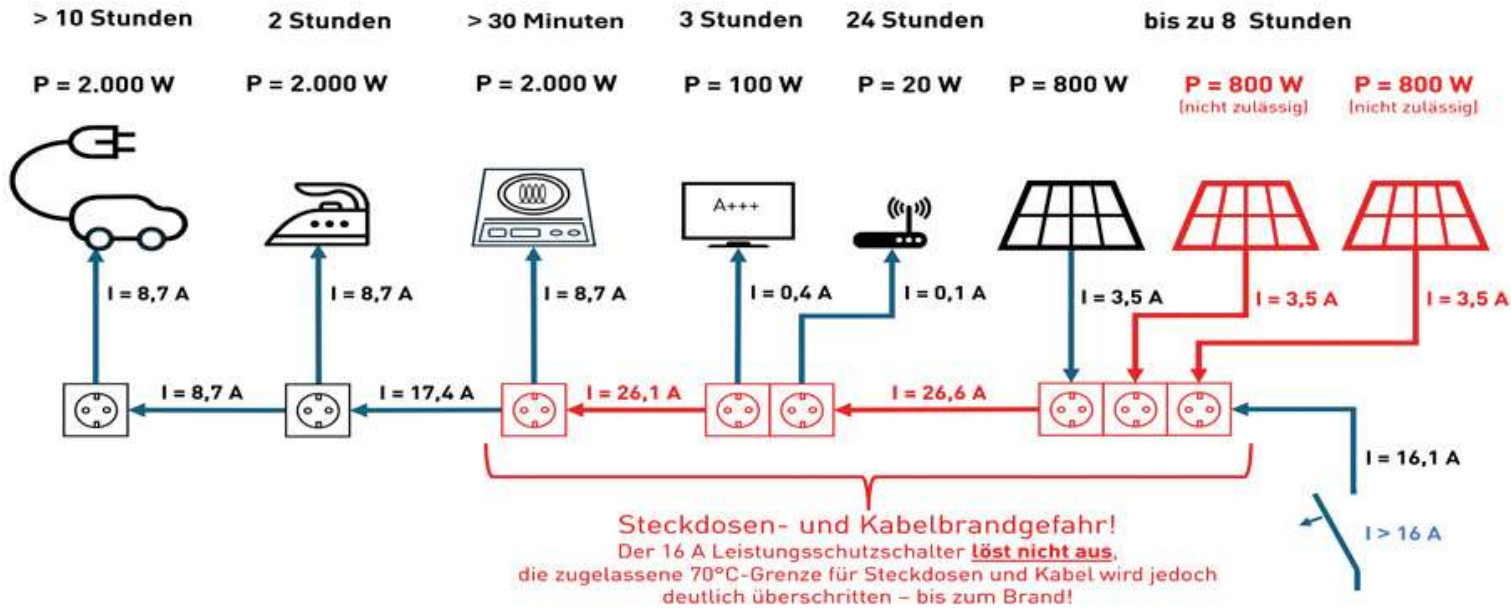 > 10 Stunden 2 Stunden > 30 Minuten 3 Stunden 24 Stunden bis zu 8 Stunden
P = 2.000 W P = 2.000 W P = 2.000 W P = 100 W P = 20 W P = 800 W P = 800 W P = 800 W
(nicht zulässig) (nicht zulässig)
A+++
I = 8,7 A I = 8,7 A I = 8,7 A I = 0,4 A I = 0,1 A I = 3,5 A I = 3,5 A I = 3,5 A
I = 8,7 A I = 17,4 A I = 26,1 A I = 26,6 A
I = 16,1 A
I > 16 A
Steckdosen- und Kabelbrandgefahr!
Der 16 A Leistungsschutzschalter löst nicht aus,
die zugelassene 70°C-Grenze für Steckdosen und Kabel wird jedoch
deutlich überschritten – bis zum Brand!